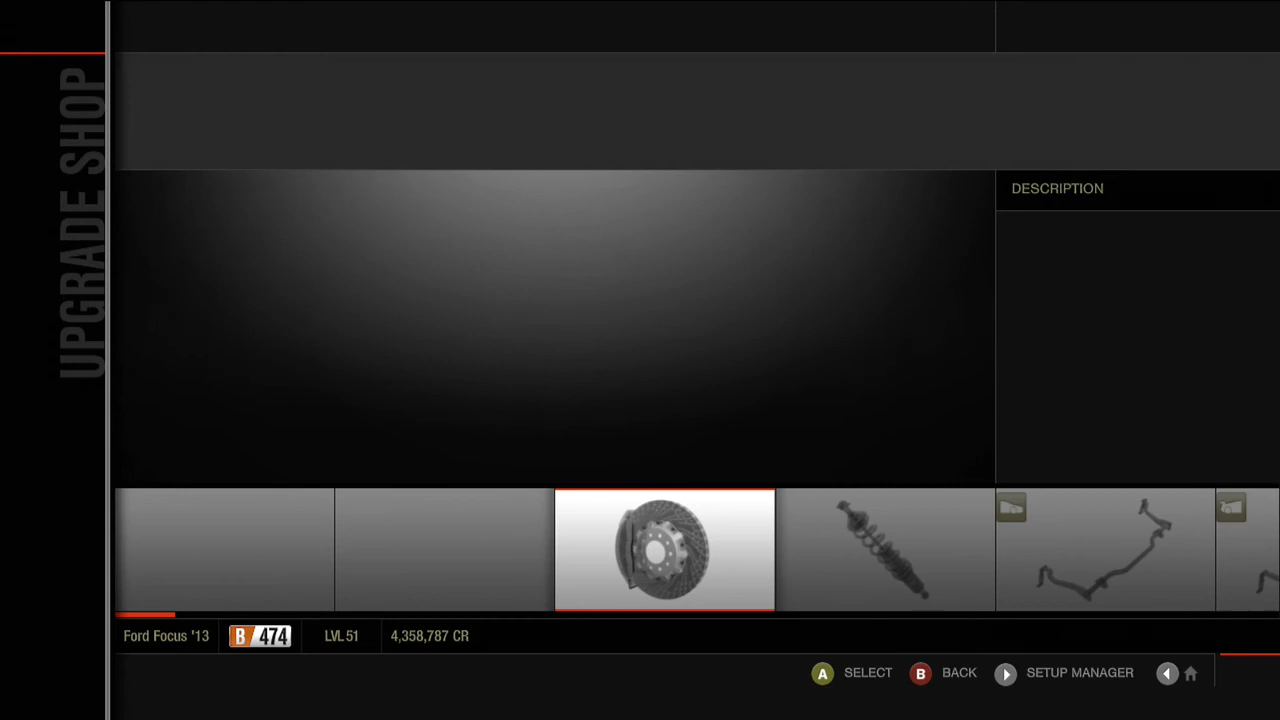 UPGRADE SHOP
DESCRIPTION
Ford Focus '13 B 474 LVL 51 4,358,787 CR
A SELECT B BACK SETUP MANAGER